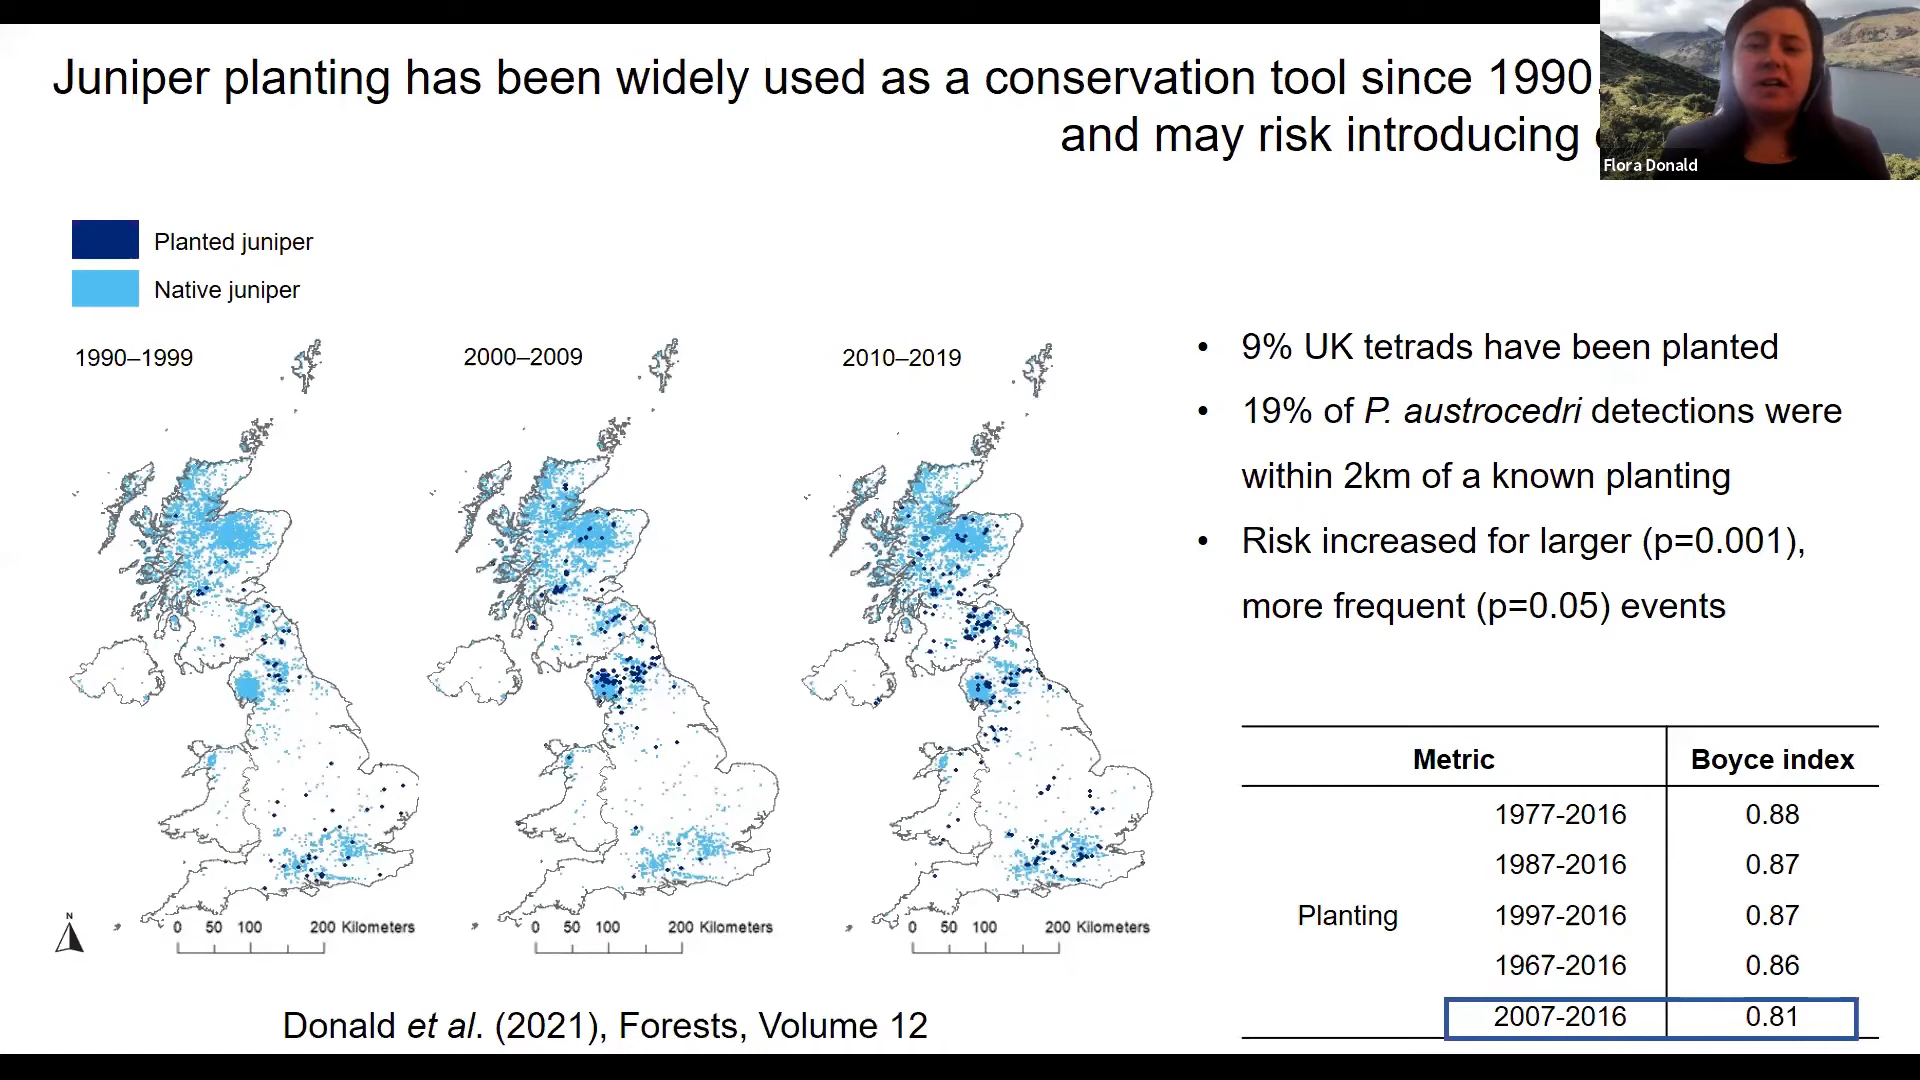 Juniper planting has been widely used as a conservation tool since 1990
and may risk introducing
Flora Donald
Planted juniper
Native juniper
1990–1999
2000–2009
2010–2019
• 9% UK tetrads have been planted
• 19% of P. austrocedri detections were
within 2km of a known planting
• Risk increased for larger (p=0.001),
more frequent (p=0.05) events
Metric Boyce index
1977-2016 0.88
1987-2016 0.87
Planting 1997-2016 0.87
1967-2016 0.86
2007-2016 0.81
N
0 50 100 200 Kilometers
0 50 100 200 Kilometers
0 50 100 200 Kilometers
Donald et al. (2021), Forests, Volume 12